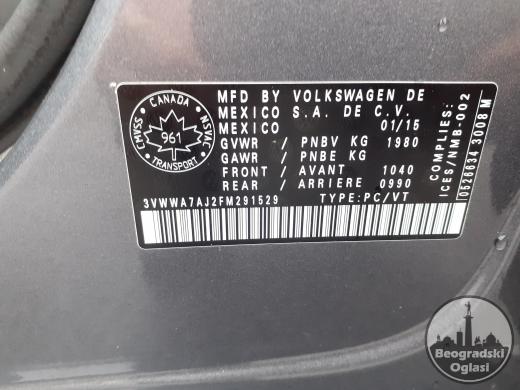 CANADA
CMVSS 961 NSVAC
TRANSPORT
MFD BY VOLKSWAGEN DE
MEXICO S.A. DE C.V.
MEXICO 01/15
GVWR / PNBV KG 1980
GAWR / PNBE KG
FRONT / AVANT 1040
REAR / ARRIERE 0990
3VWWA7AJ2FM291529 TYPE:PC/VT
COMPLIES:
ICES/NMB-002
0526634 3008 M
Beogradski
Oglasi